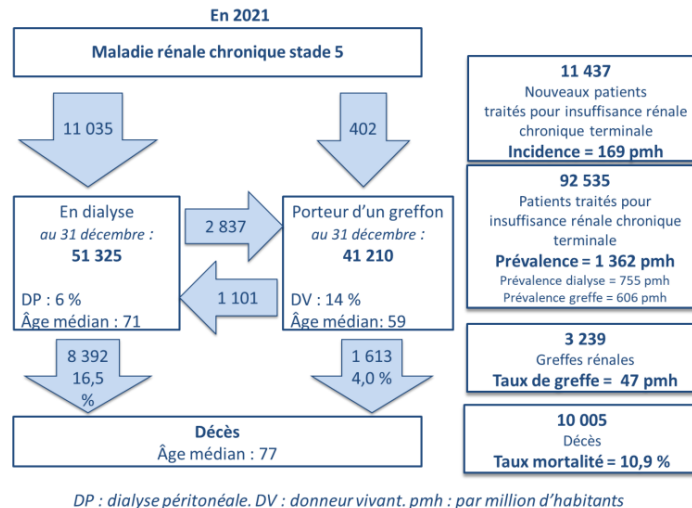 En 2021
Maladie rénale chronique stade 5
11 035
402
En dialyse
au 31 décembre :
51 325
DP : 6 %
Âge médian : 71
2 837
1 101
Porteur d'un greffon
au 31 décembre :
41 210
DV : 14 %
Âge médian: 59
8 392
16,5
%
1 613
4,0 %
Décès
Âge médian : 77
11 437
Nouveaux patients
traités pour insuffisance rénale
chronique terminale
Incidence = 169 pmh
92 535
Patients traités pour
insuffisance rénale chronique
terminale
Prévalence = 1 362 pmh
Prévalence dialyse = 755 pmh
Prévalence greffe = 606 pmh
3 239
Greffes rénales
Taux de greffe = 47 pmh
10 005
Décès
Taux mortalité = 10,9 %
DP : dialyse péritonéale. DV : donneur vivant. pmh : par million d'habitants